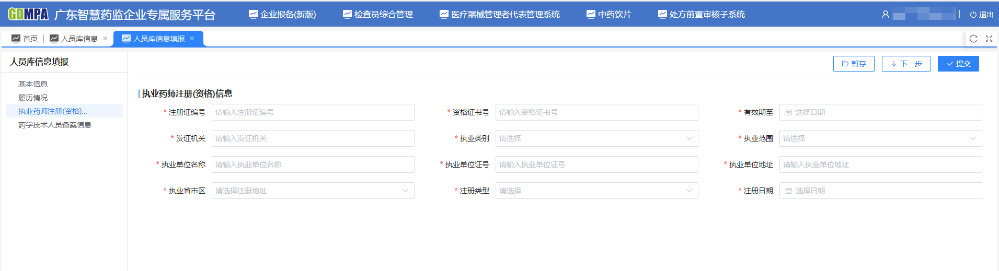 GDMPA 广东智慧药监企业专属服务平台 企业报备(新版) 检查员综合管理 医疗器械管理者代表管理系统 中药饮片 处方前置审核子系统 退出
首页 人员库信息 × 人员库信息填报 ×
人员库信息填报
暂存 下一步 提交
基本信息
履历情况
执业药师注册(资格)...
药学技术人员备案信息
执业药师注册(资格)信息
* 注册证编号 请输入注册证编号 * 资格证书号 请输入资格证书号 * 有效期至 选择日期
* 发证机关 请输入发证机关 * 执业类别 请选择 * 执业范围 请选择
* 执业单位名称 请输入执业单位名称 * 执业单位证号 请输入执业单位证号 * 执业单位地址 请输入执业单位地址
* 执业省市区 请选择注册地址 * 注册类型 请选择 * 注册日期 选择日期